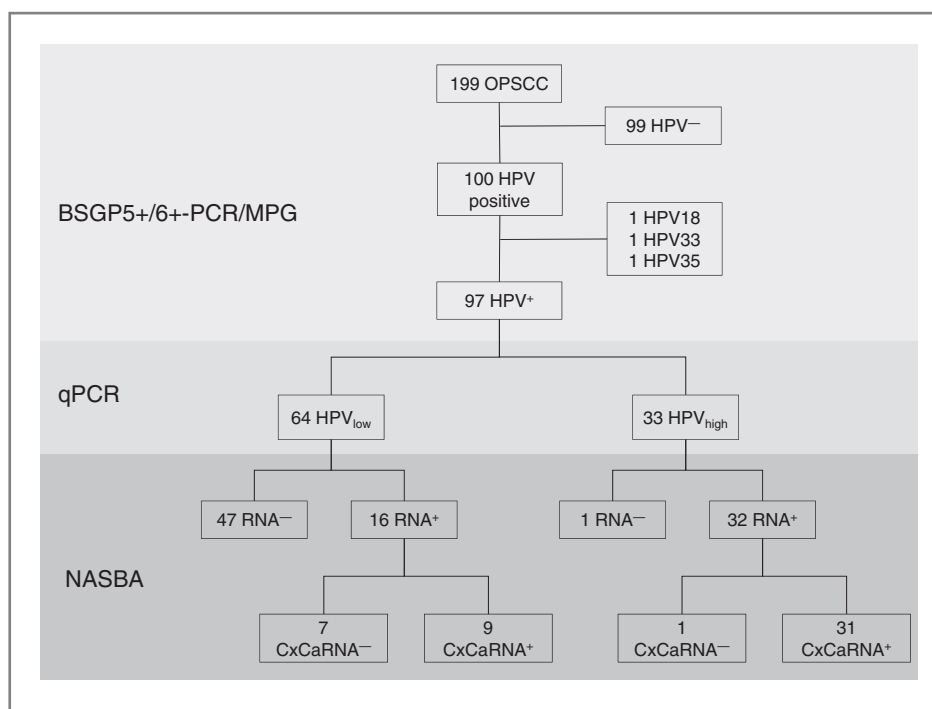 199 OPSCC
99 HPV⁻
100 HPV
positive
BSGP5+/6+-PCR/MPG
1 HPV18
1 HPV33
1 HPV35
97 HPV⁺
qPCR
64 HPV_low
33 HPV_high
47 RNA⁻
16 RNA⁺
1 RNA⁻
32 RNA⁺
NASBA
7
CxCaRNA⁻
9
CxCaRNA⁺
1
CxCaRNA⁻
31
CxCaRNA⁺